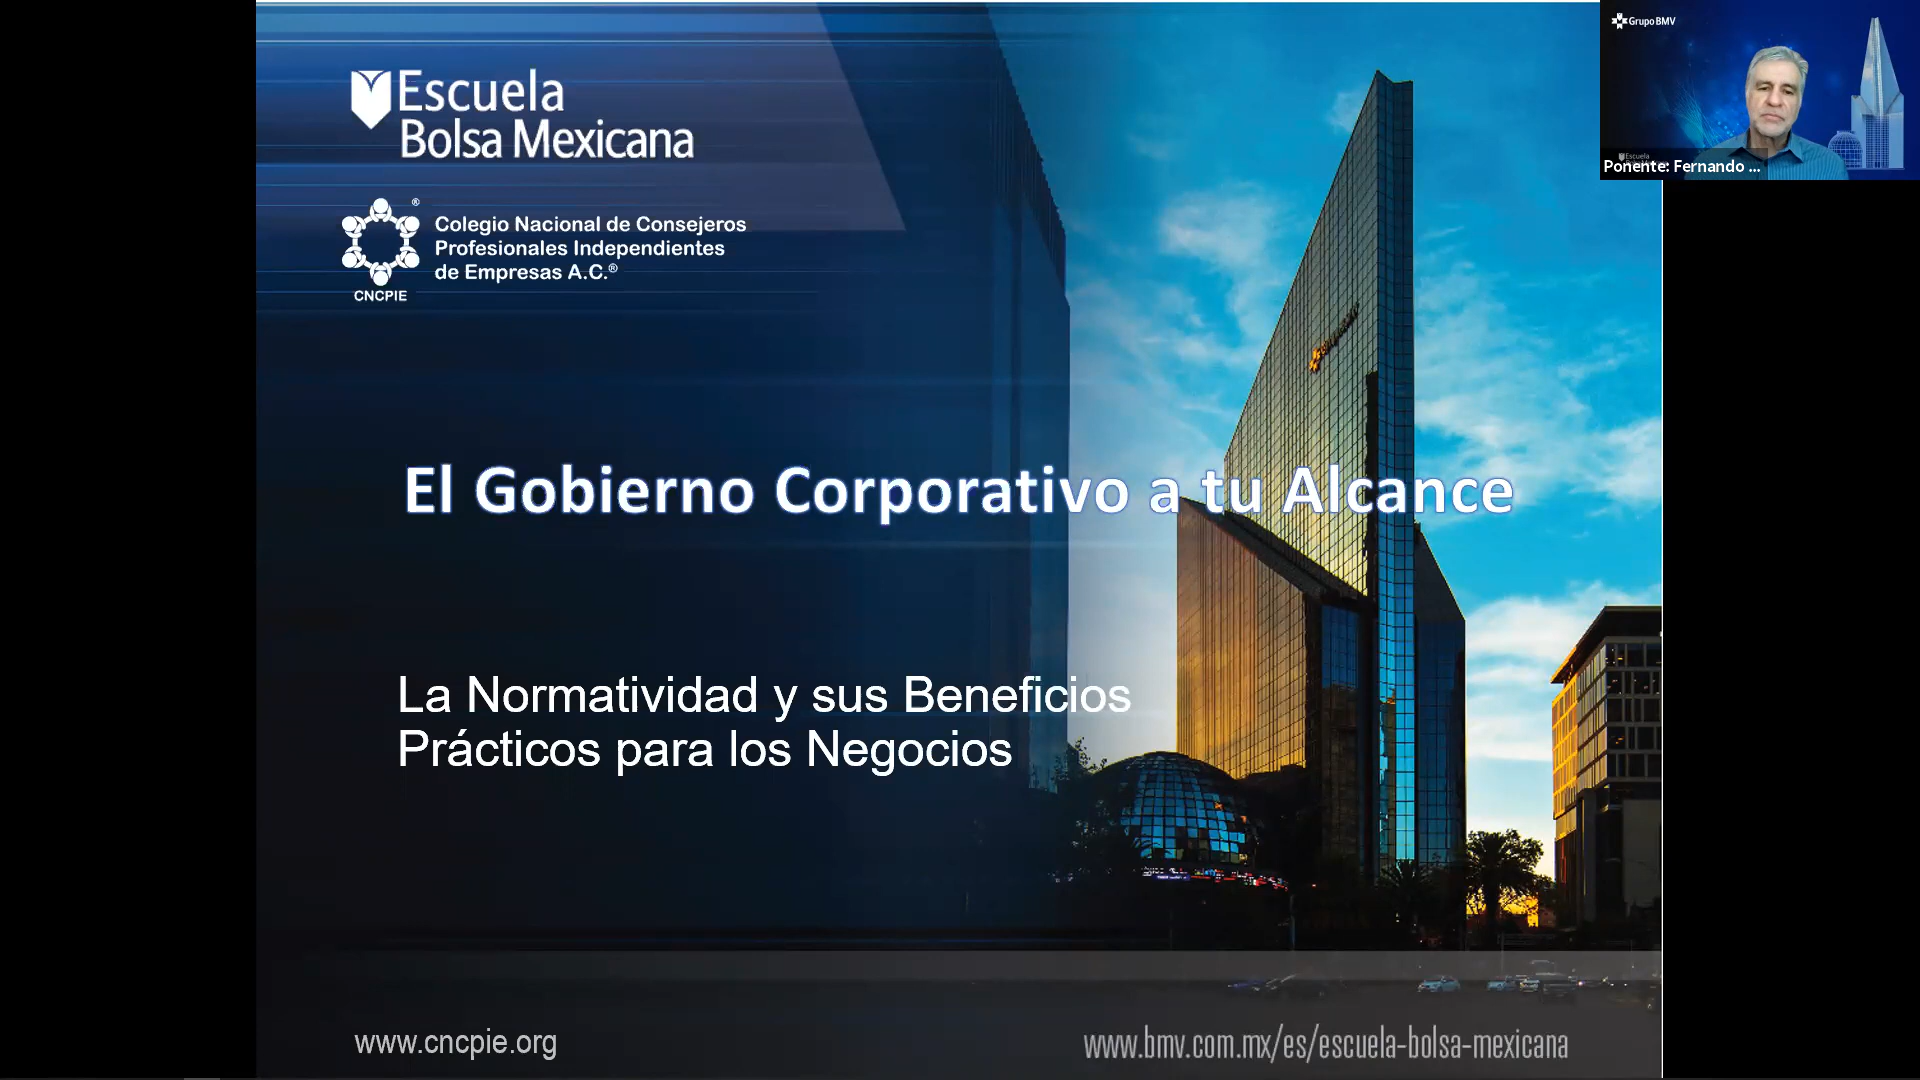 Escuela
Bolsa Mexicana
®
Colegio Nacional de Consejeros
Profesionales Independientes
de Empresas A.C.®
CNCPIE
Grupo BMV
Escuela
Ponente: Fernando ...
El Gobierno Corporativo a tu Alcance
La Normatividad y sus Beneficios
Prácticos para los Negocios
www.cncpie.org
www.bmv.com.mx/es/escuela-bolsa-mexicana